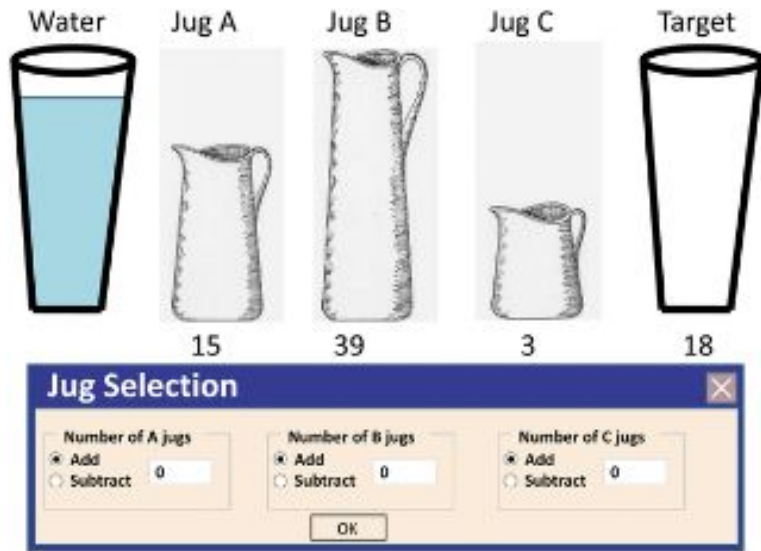 Water Jug A Jug B Jug C Target
15 39 3 18
Jug Selection
Number of A jugs Number of B jugs Number of C jugs
Add Add Add
0 0 0
Subtract Subtract Subtract
OK